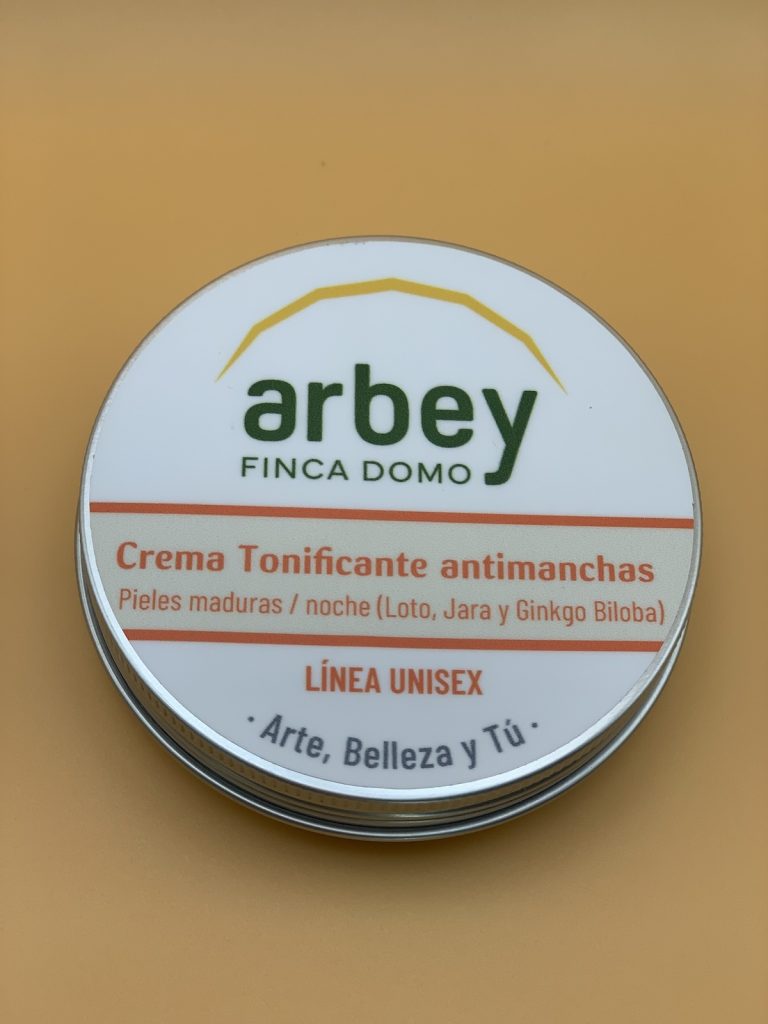 arbey
FINCA DOMO
Crema Tonificante antimanchas
Pieles maduras / noche (Loto, Jara y Ginkgo Biloba)
LÍNEA UNISEX
· Arte, Belleza y Tú ·